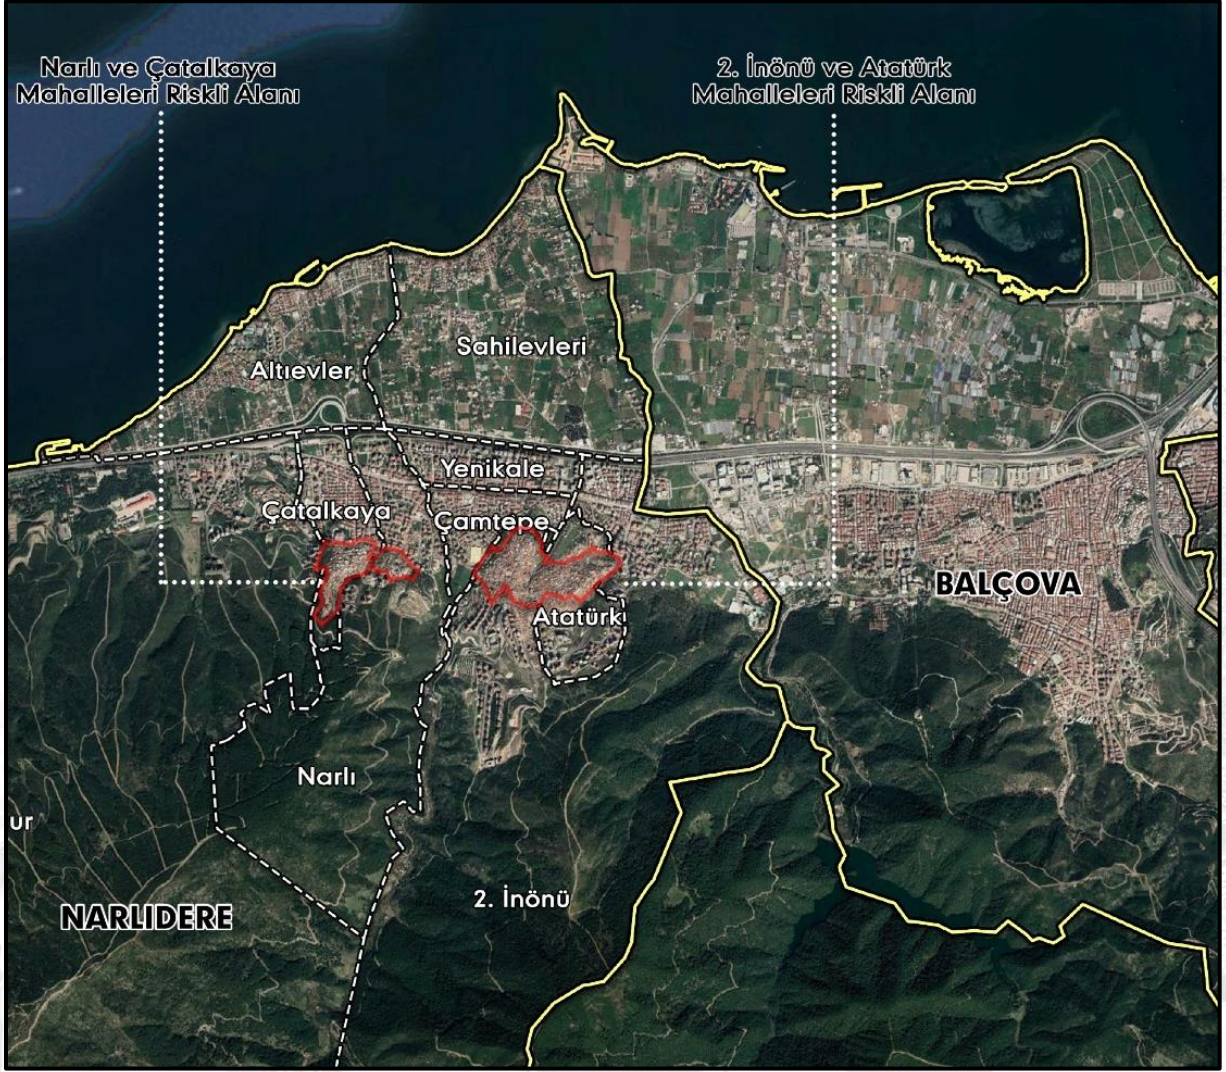 Narlı ve Çatalkaya
Mahalleleri Riskli Alanı
2. İnönü ve Atatürk
Mahalleleri Riskli Alanı
Sahilevleri
Altıevler
Yenikale
Çatalkaya
Çamtepe
BALÇOVA
Atatürk
Narlı
ur
2. İnönü
NARLIDERE